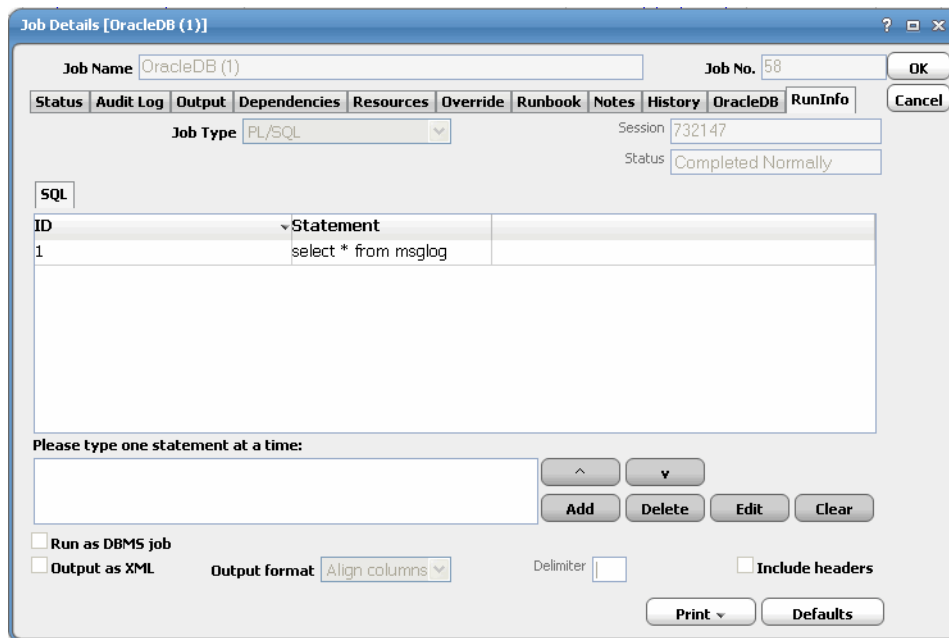 Job Details [OracleDB (1)] ?
Job Name OracleDB (1) Job No. 58 OK
Status Audit Log Output Dependencies Resources Override Runbook Notes History OracleDB RunInfo Cancel
Job Type PL/SQL Session 732147
Status Completed Normally
SQL
ID Statement
1 select * from msglog
Please type one statement at a time:
^ v
Add Delete Edit Clear
Run as DBMS job
Output as XML Output format Align columns Delimiter Include headers
Print Defaults